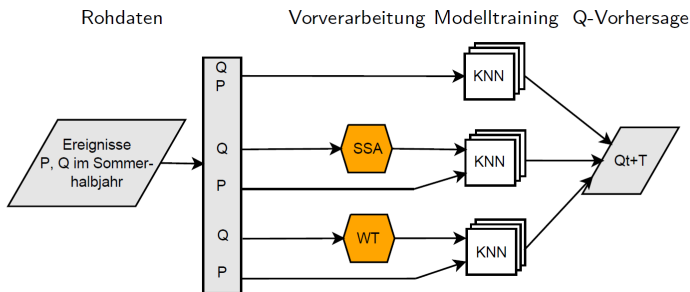 Rohdaten
Vorverarbeitung
Modelltraining
Q-Vorhersage
Ereignisse
P, Q im Sommer-
halbjahr
Q
P
KNN
Q
SSA
KNN
P
Qt+T
Q
WT
KNN
P